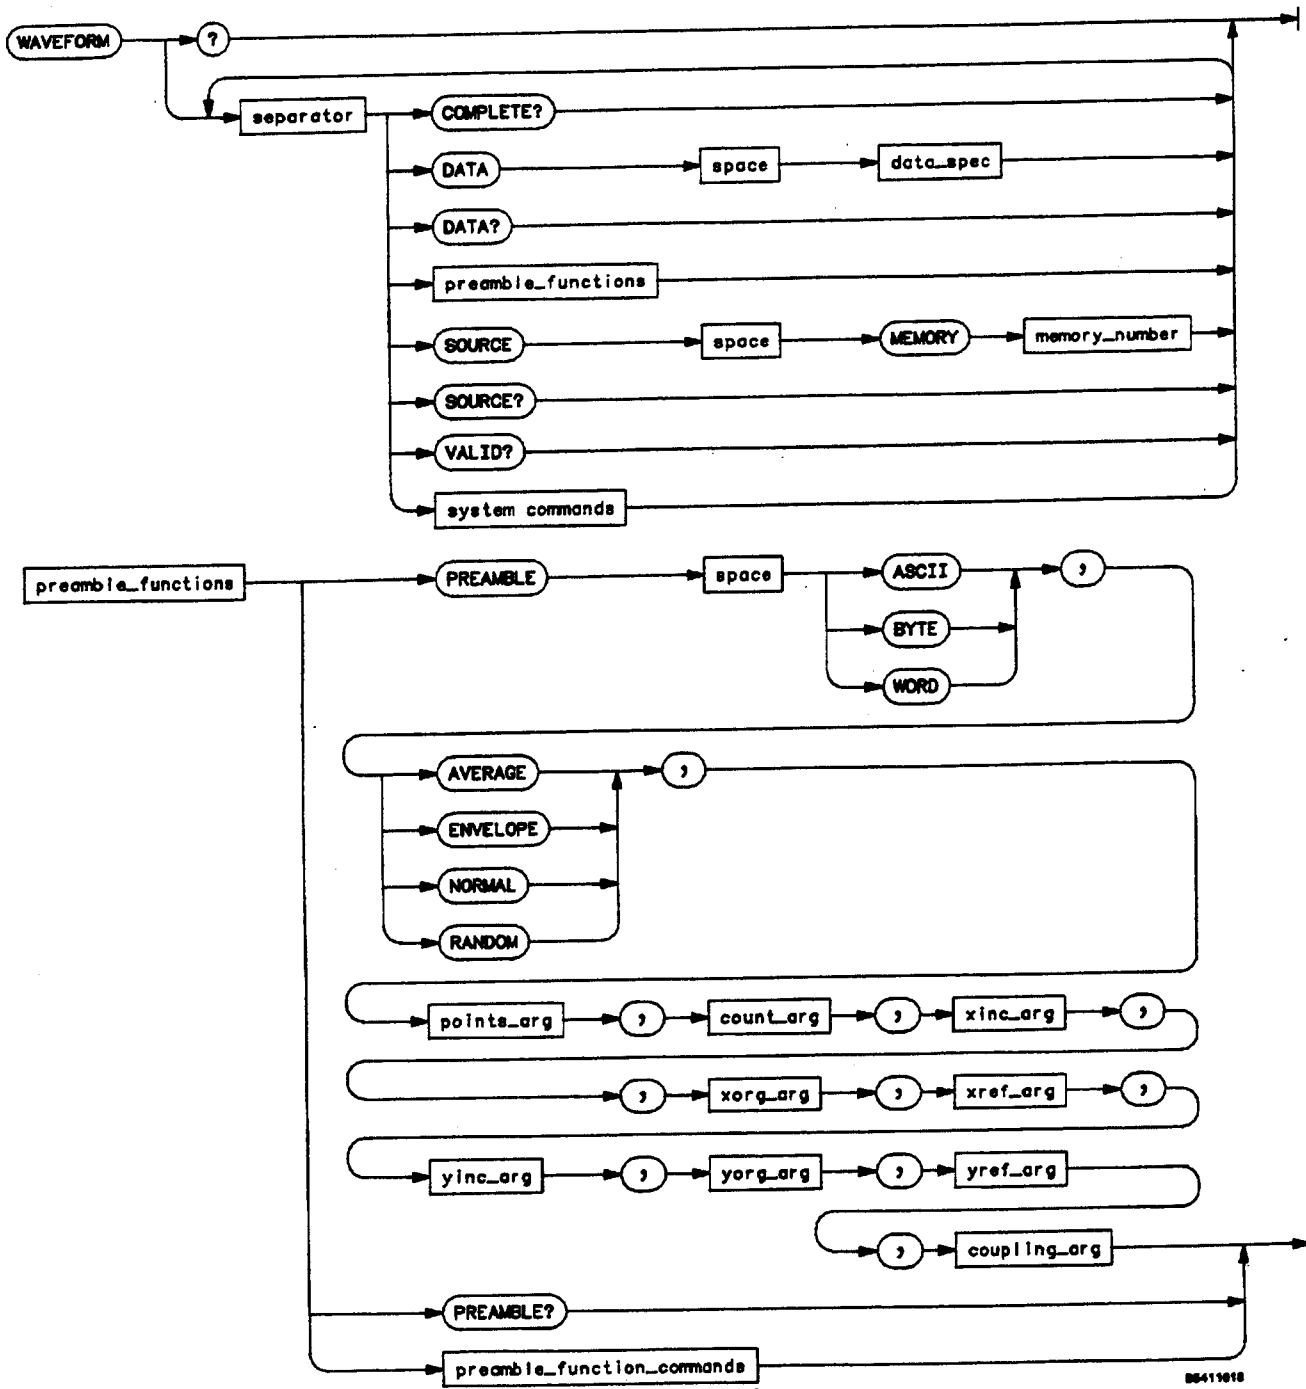 WAVEFORM ?
separator COMPLETE?
DATA space data_spec
DATA?
preamble_functions
SOURCE space MEMORY memory_number
SOURCE?
VALID?
system commands
preamble_functions PREAMBLE space ASCII ,
BYTE
WORD
AVERAGE ,
ENVELOPE
NORMAL
RANDOM
points_arg , count_arg , xinc_arg ,
, xorg_arg , xref_arg ,
yinc_arg , yorg_arg , yref_arg
, coupling_arg
PREAMBLE?
preamble_function_commands